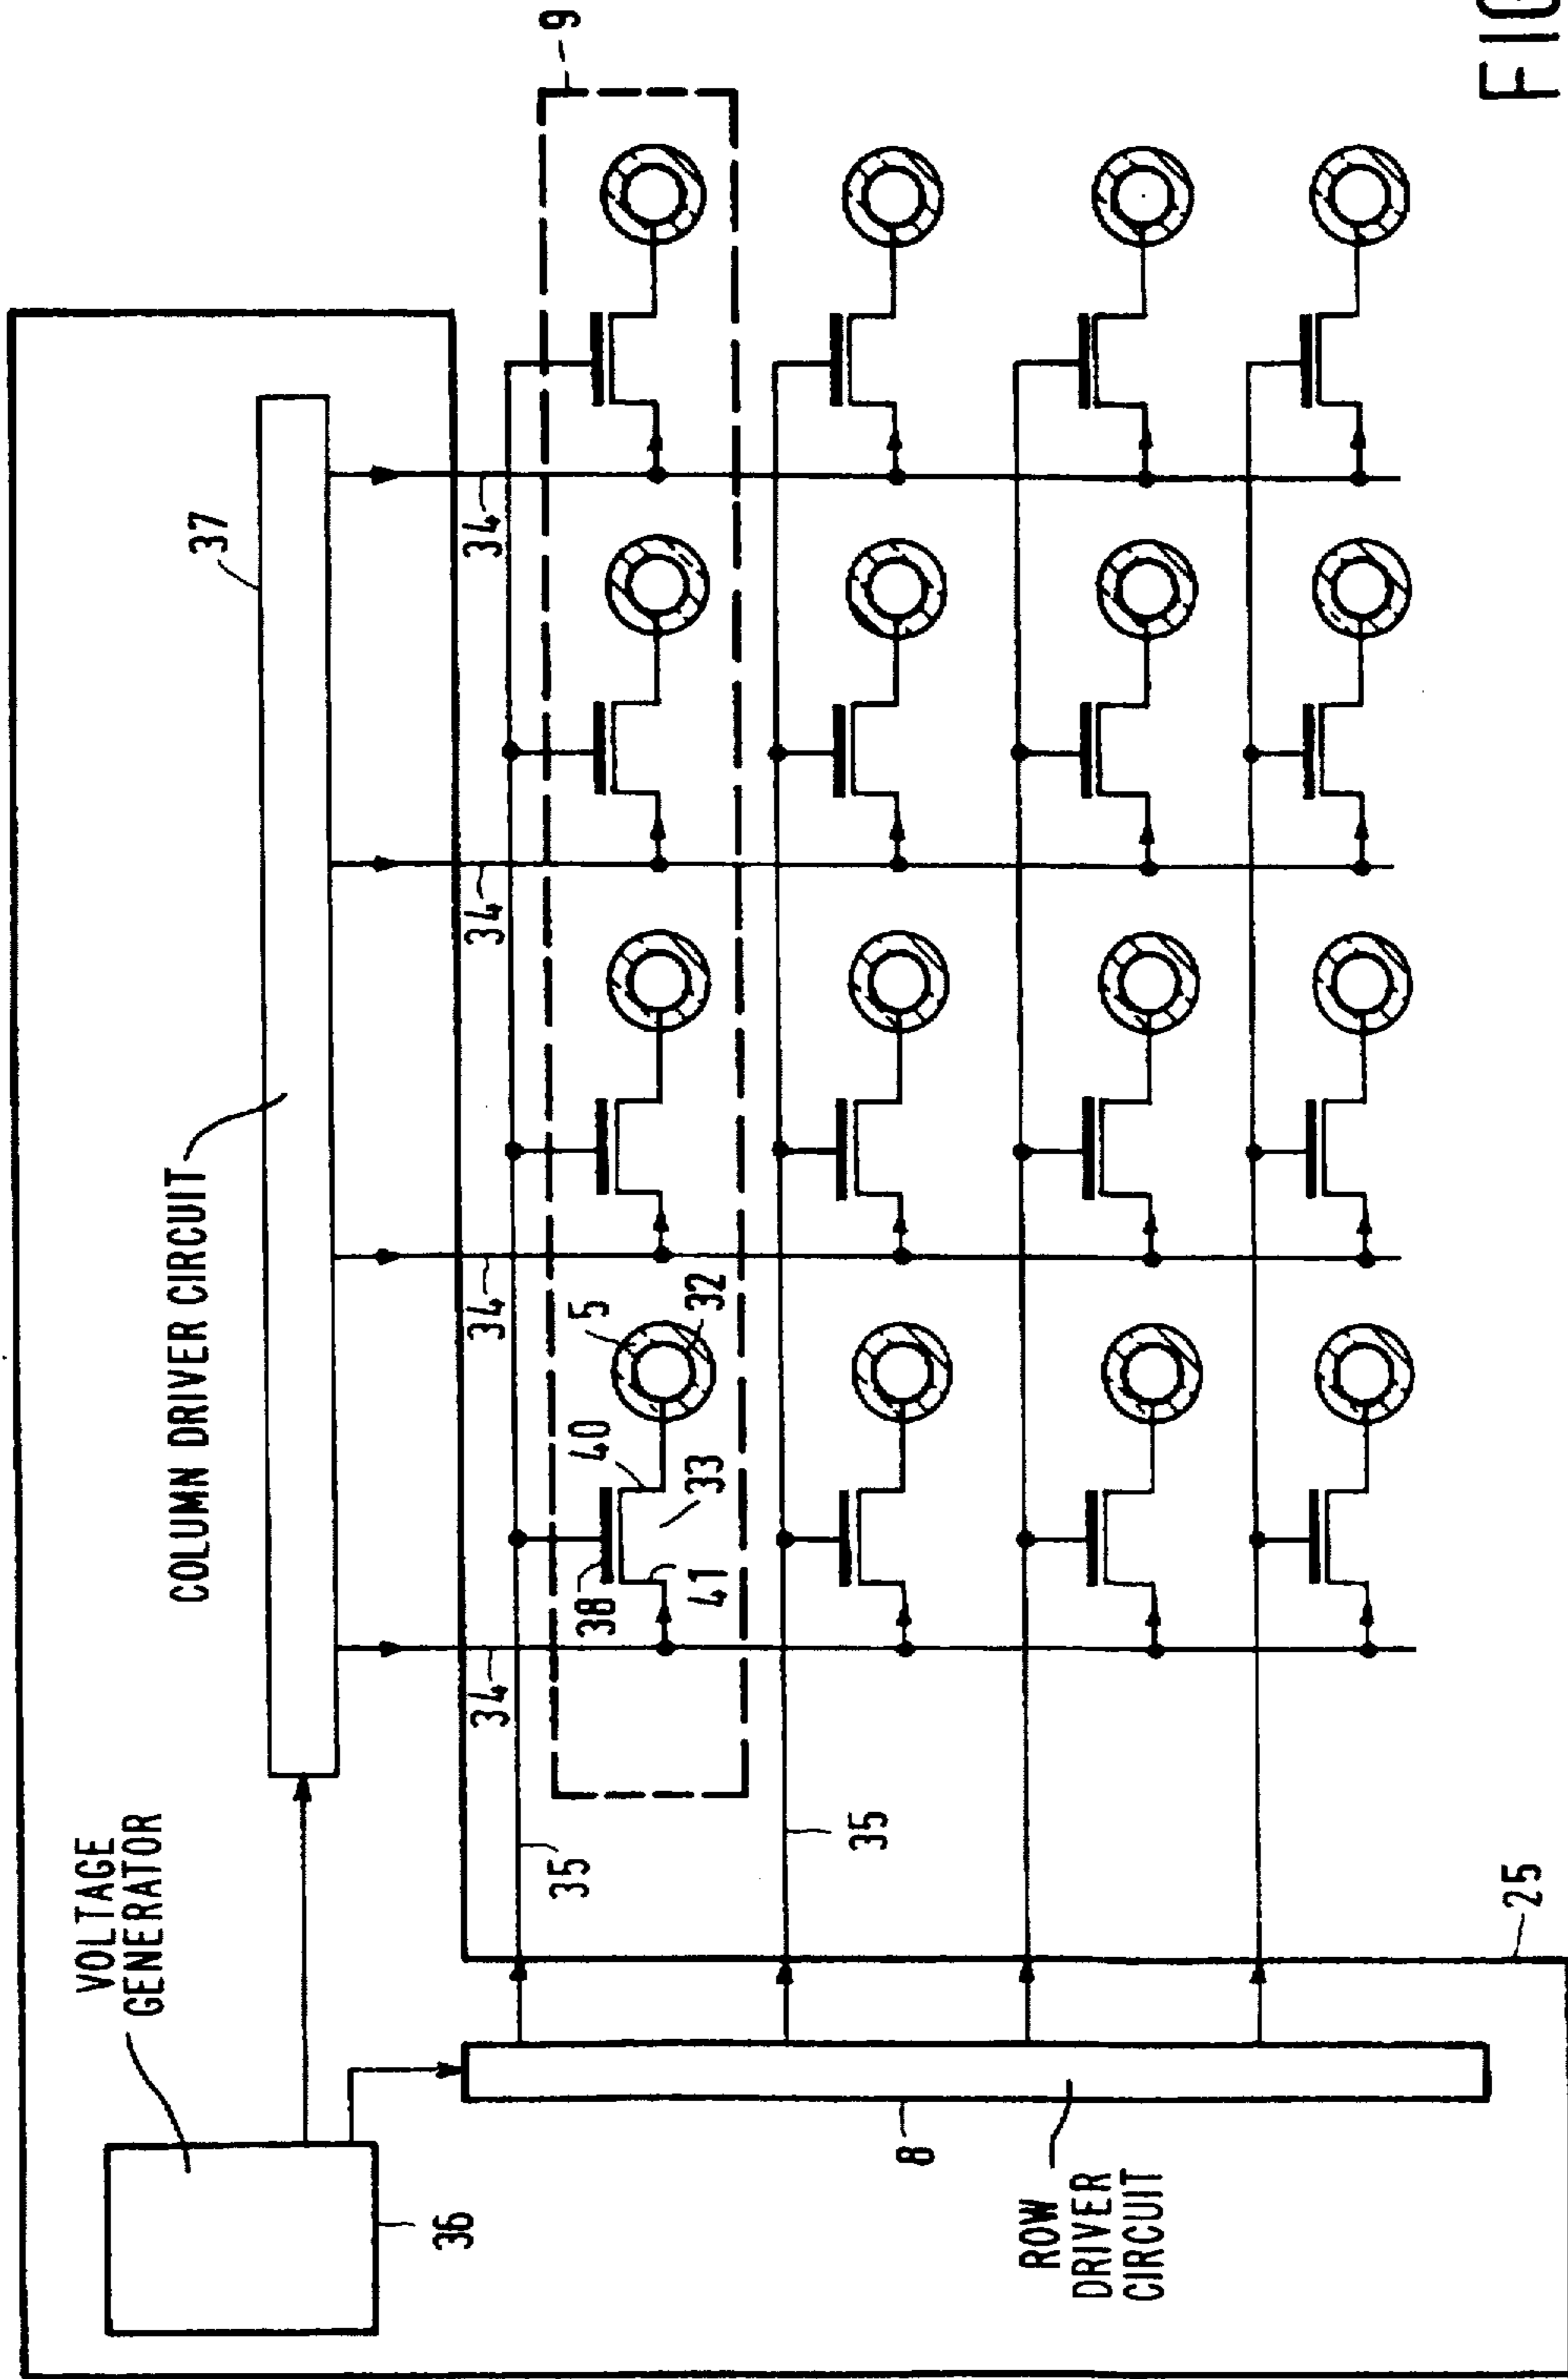 VOLTAGE
GENERATOR
COLUMN DRIVER CIRCUIT
37
36
34
34
34
34
9
35
38
40
5
41
33
32
35
8
ROW
DRIVER
CIRCUIT
25
FIG